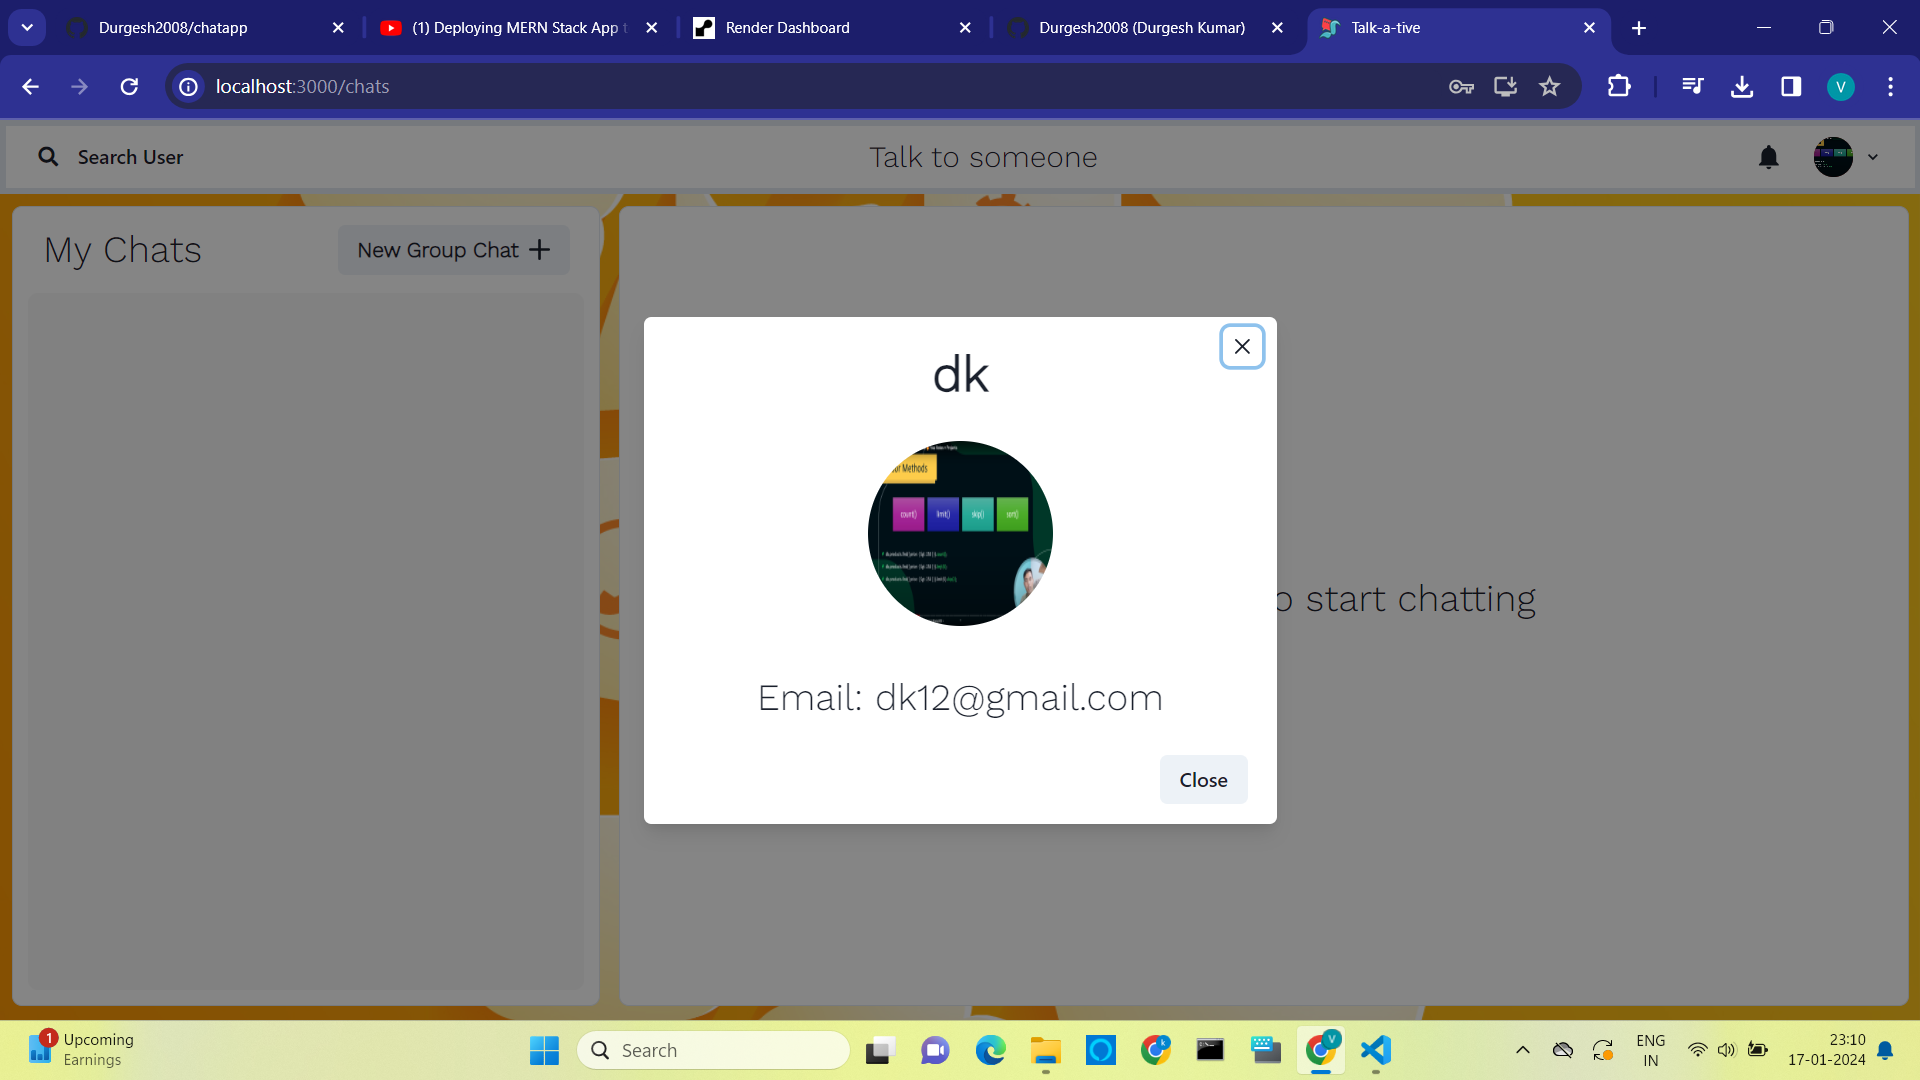 Durgesh2008/chatapp
(1) Deploying MERN Stack App t
Render Dashboard
Durgesh2008 (Durgesh Kumar)
Talk-a-tive
localhost:3000/chats
V
Search User
Talk to someone
My Chats
New Group Chat
dk
Methods
count()
limit()
skip()
sort()
o start chatting
Email: dk12@gmail.com
Close
1
Upcoming
Earnings
Search
k
V
ENG
IN
23:10
17-01-2024